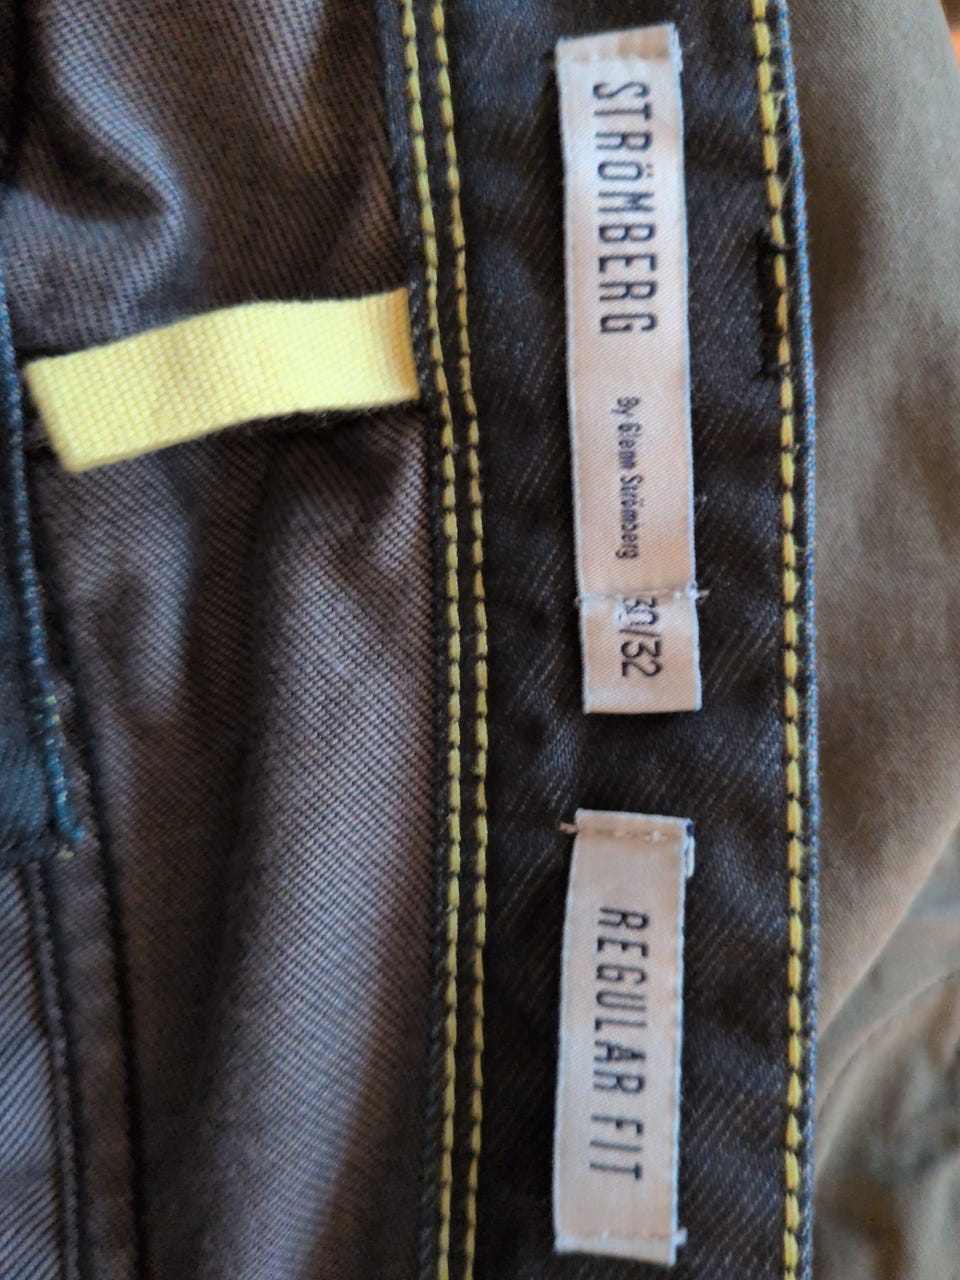 STRÖMBERG
By Glenn Strömberg
30/32
REGULAR FIT